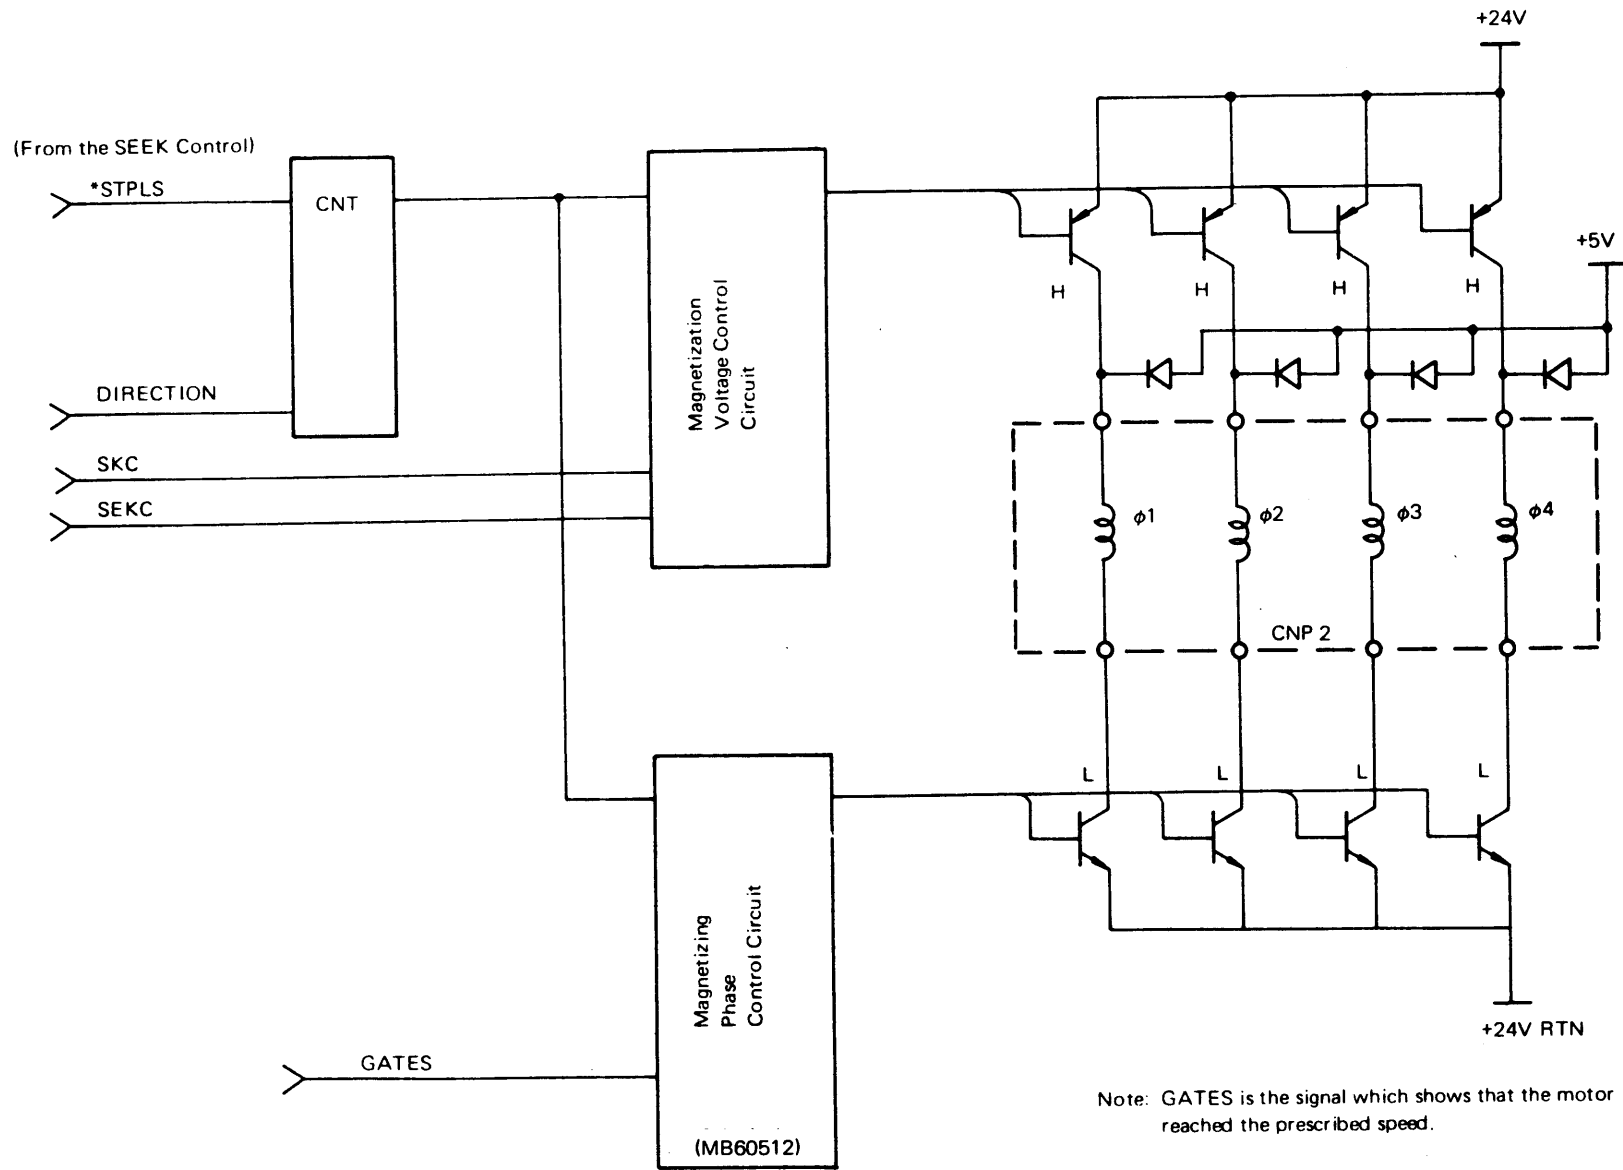 +24V
(From the SEEK Control)
*STPLS
CNT
+5V
H
H
H
H
Magnetization
Voltage Control
Circuit
DIRECTION
SKC
SEKC
φ1
φ2
φ3
φ4
CNP 2
L
L
L
L
Magnetizing
Phase
Control Circuit
+24V RTN
GATES
Note: GATES is the signal which shows that the motor
reached the prescribed speed.
(MB60512)